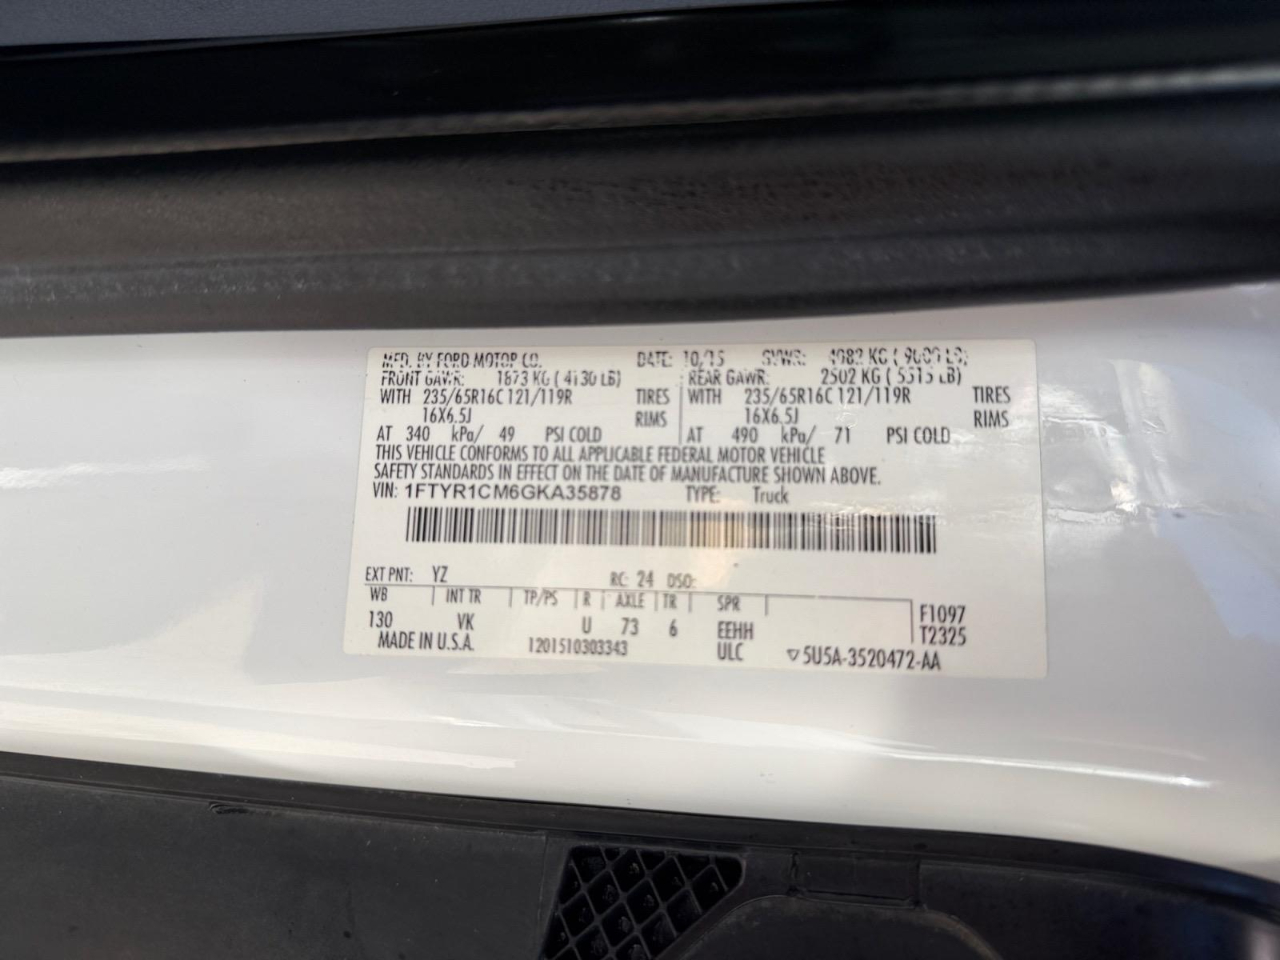 MFD. BY FORD MOTOR CO. DATE: 10/15 GVWR: 4082 KG ( 9000 LB)
FRONT GAWR: 1873 KG ( 4130 LB) REAR GAWR: 2502 KG ( 5515 LB)
WITH 235/65R16C 121/119R TIRES WITH 235/65R16C 121/119R TIRES
16X6.5J RIMS 16X6.5J RIMS
AT 340 kPa/ 49 PSI COLD AT 490 kPa/ 71 PSI COLD
THIS VEHICLE CONFORMS TO ALL APPLICABLE FEDERAL MOTOR VEHICLE
SAFETY STANDARDS IN EFFECT ON THE DATE OF MANUFACTURE SHOWN ABOVE.
VIN: 1FTYR1CM6GKA35878 TYPE: Truck
EXT PNT: YZ RC: 24 DSO:
WB INT TR TP/PS R AXLE TR SPR
130 VK U 73 6 EEHH F1097
T2325
MADE IN U.S.A. 1201510303343 ULC ▽5U5A-3520472-AA